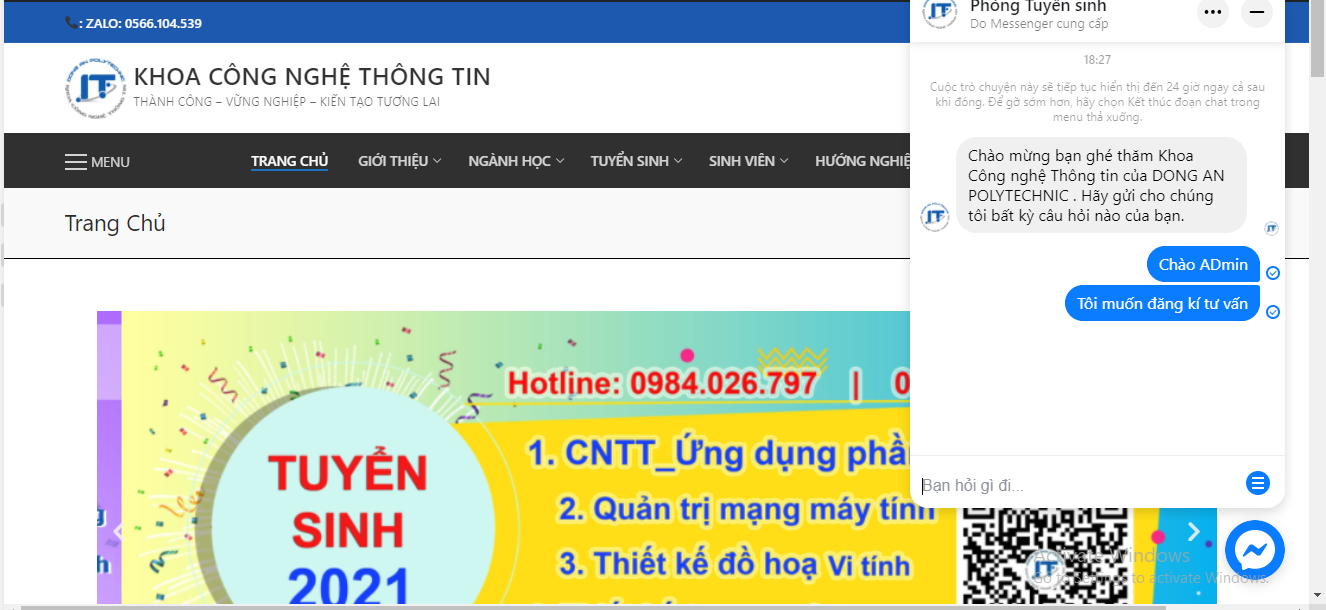 : ZALO: 0566.104.539
KHOA CÔNG NGHỆ THÔNG TIN
THÀNH CÔNG – VỮNG NGHIỆP – KIẾN TẠO TƯƠNG LAI
MENU
TRANG CHỦ
GIỚI THIỆU
NGÀNH HỌC
TUYỂN SINH
SINH VIÊN
HƯỚNG NGHIỆ
Trang Chủ
Hotline: 0984.026.797 | 0
TUYỂN
SINH
2021
1. CNTT_Ứng dụng phầ
2. Quản trị mạng máy tính
3. Thiết kế đồ hoạ Vi tính
Phòng Tuyển sinh
Do Messenger cung cấp
18:27
Cuộc trò chuyện này sẽ tiếp tục hiển thị đến 24 giờ ngay cả sau
khi đóng. Để gỡ sớm hơn, hãy chọn Kết thúc đoạn chat trong
menu thả xuống.
Chào mừng bạn ghé thăm Khoa
Công nghệ Thông tin của DONG AN
POLYTECHNIC . Hãy gửi cho chúng
tôi bất kỳ câu hỏi nào của bạn.
Chào ADmin
Tôi muốn đăng kí tư vấn
Bạn hỏi gì đi...
Activate Windows
Go to Settings to activate Windows.